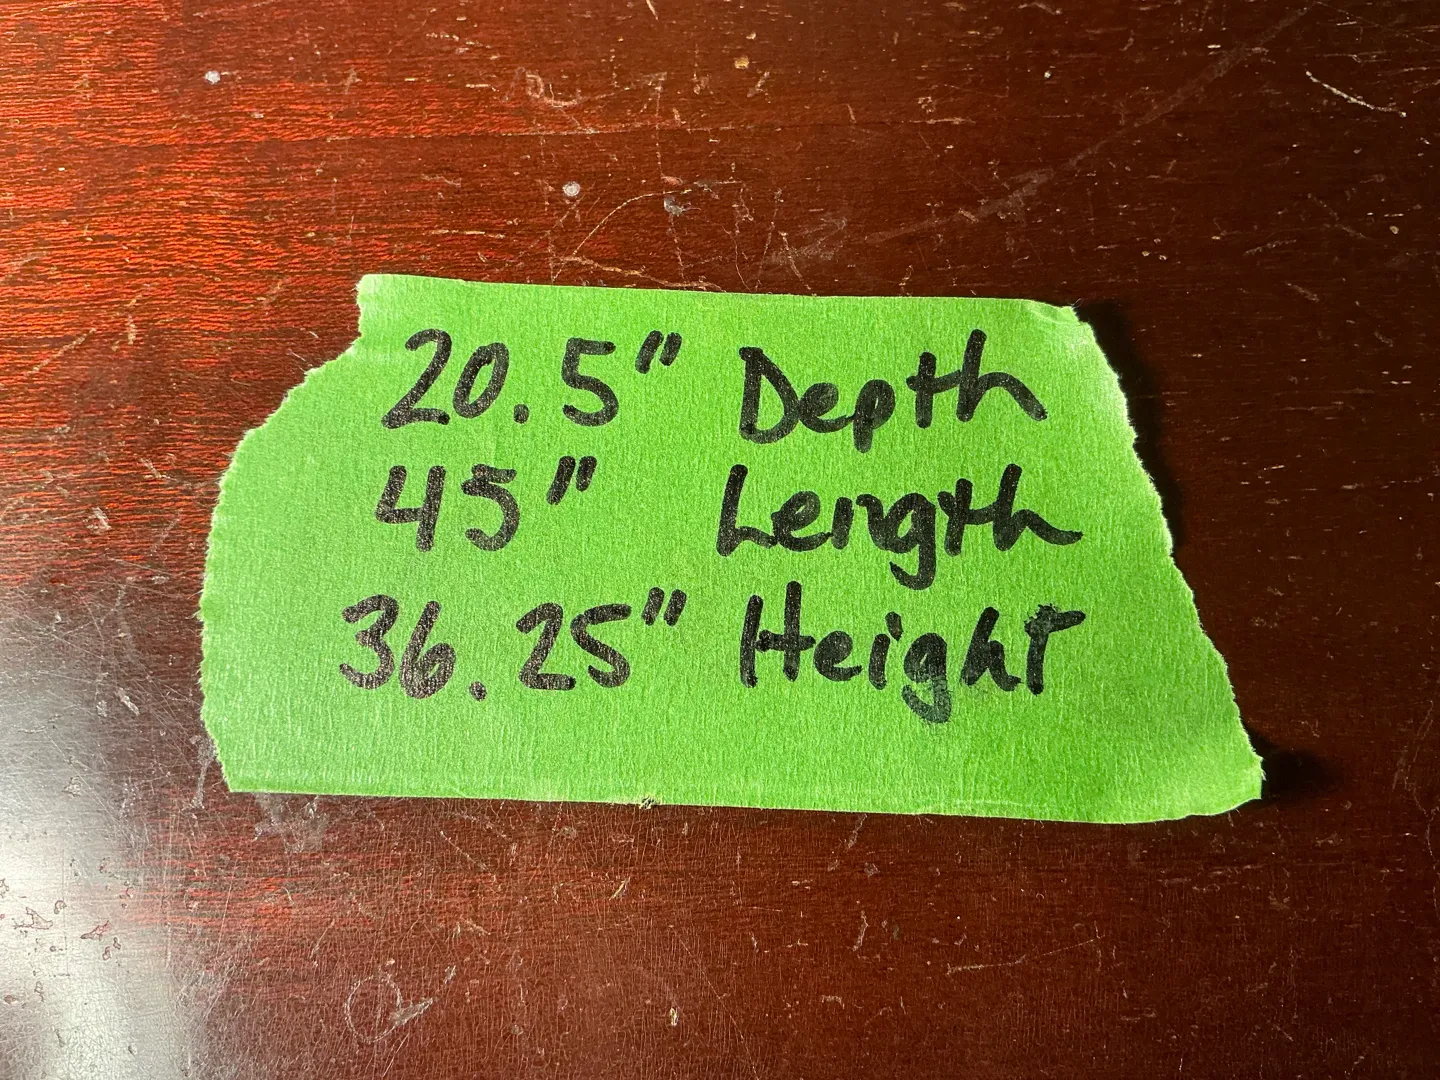 20.5" Depth
45" Length
36.25" Height